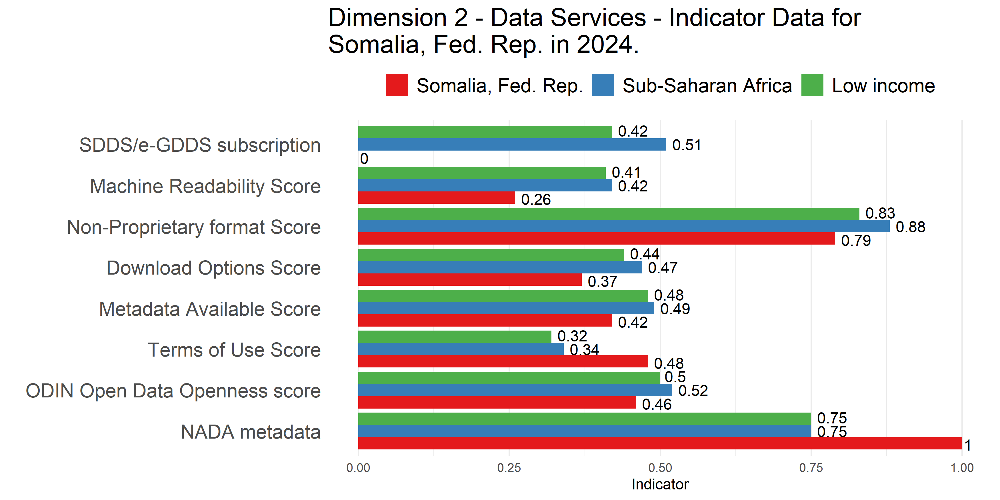 Dimension 2 - Data Services - Indicator Data for
Somalia, Fed. Rep. in 2024.
Somalia, Fed. Rep. Sub-Saharan Africa Low income
SDDS/e-GDDS subscription
0.42
0.51
0
Machine Readability Score
0.41
0.42
0.26
Non-Proprietary format Score
0.83
0.88
0.79
Download Options Score
0.44
0.47
0.37
Metadata Available Score
0.48
0.49
0.42
Terms of Use Score
0.32
0.34
0.48
ODIN Open Data Openness score
0.5
0.52
0.46
NADA metadata
0.75
0.75
1
0.00 0.25 0.50 0.75 1.00
Indicator